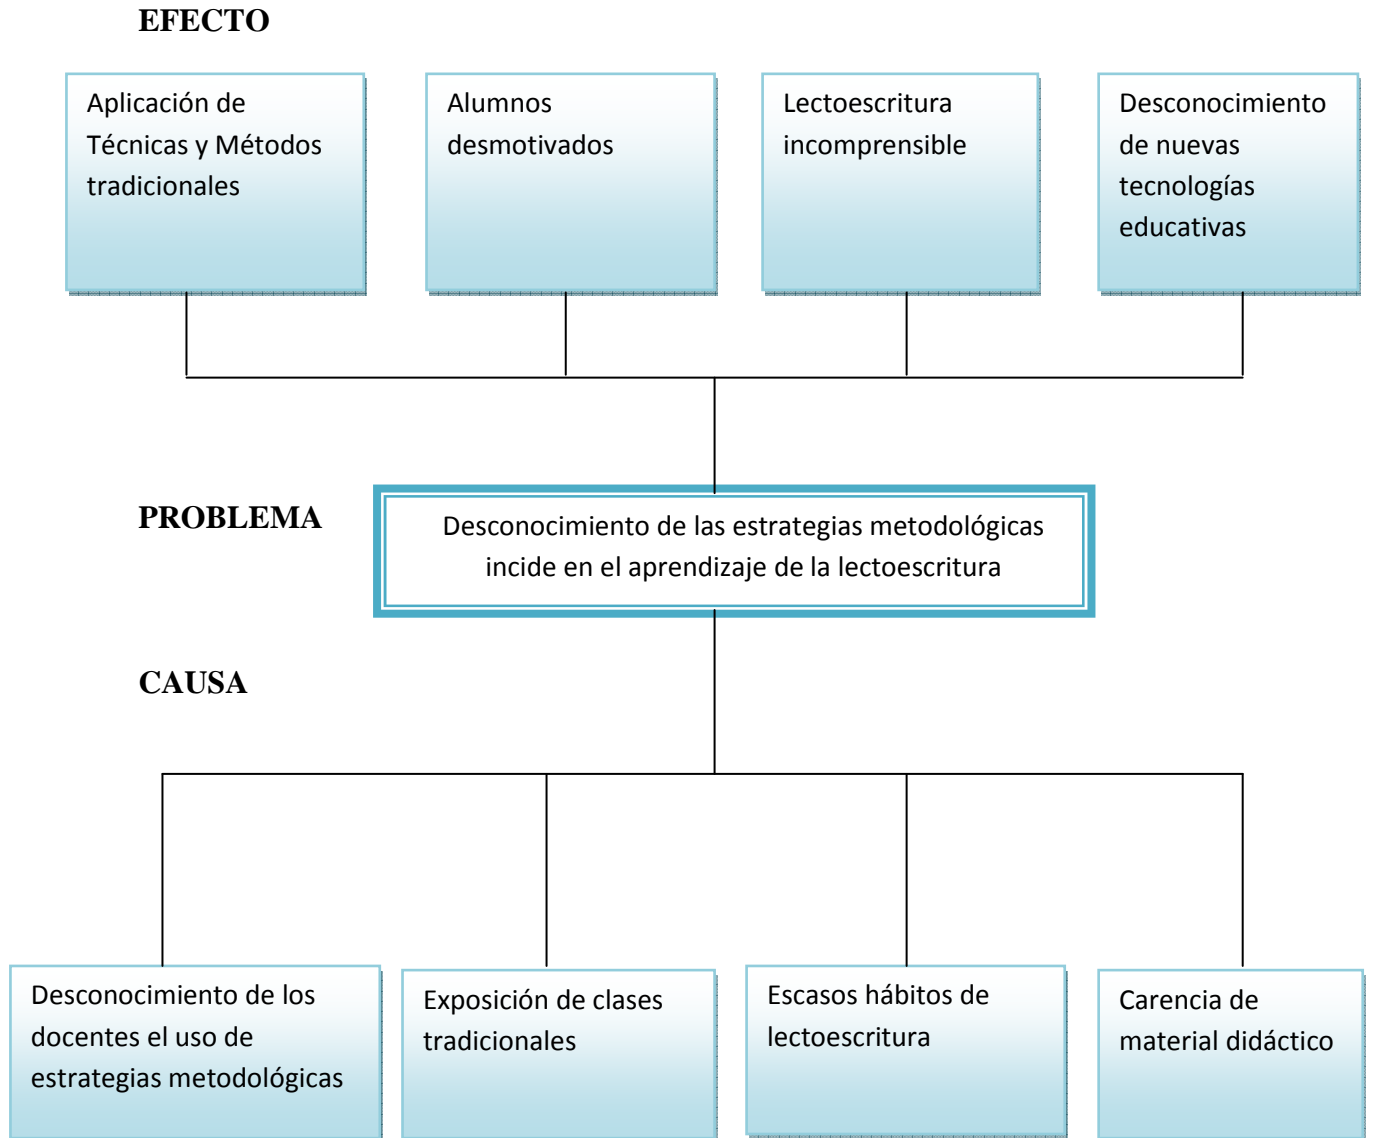 EFECTO
Aplicación de
Técnicas y Métodos
tradicionales
Alumnos
desmotivados
Lectoescritura
incomprensible
Desconocimiento
de nuevas
tecnologías
educativas
PROBLEMA
Desconocimiento de las estrategias metodológicas
incide en el aprendizaje de la lectoescritura
CAUSA
Desconocimiento de los
docentes el uso de
estrategias metodológicas
Exposición de clases
tradicionales
Escasos hábitos de
lectoescritura
Carencia de
material didáctico